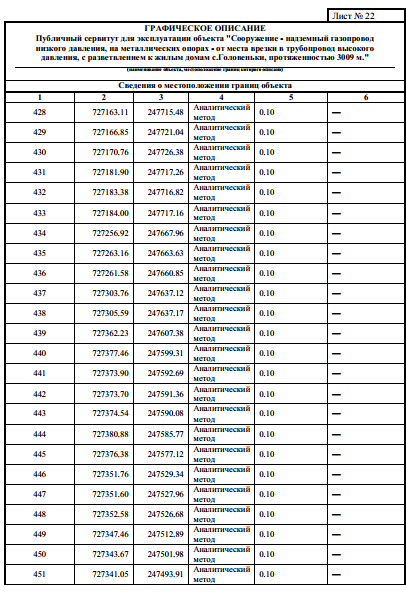 Лист № 22
ГРАФИЧЕСКОЕ ОПИСАНИЕ
Публичный сервитут для эксплуатации объекта "Сооружение - надземный газопровод
низкого давления, на металлических опорах - от места врезки в трубопровод высокого
давления, с разветвлением к жилым домам с.Головеньки, протяженностью 3009 м."
(наименование объекта, местоположение границ которого описано)
Сведения о местоположении границ объекта
1 2 3 4 5 6
428 727163.11 247715.48 Аналитический метод 0.10 —
429 727166.85 247721.04 Аналитический метод 0.10 —
430 727170.76 247726.38 Аналитический метод 0.10 —
431 727181.90 247717.26 Аналитический метод 0.10 —
432 727183.38 247716.82 Аналитический метод 0.10 —
433 727184.00 247717.16 Аналитический метод 0.10 —
434 727256.92 247667.96 Аналитический метод 0.10 —
435 727263.16 247663.63 Аналитический метод 0.10 —
436 727261.58 247660.85 Аналитический метод 0.10 —
437 727303.76 247637.12 Аналитический метод 0.10 —
438 727305.59 247637.17 Аналитический метод 0.10 —
439 727362.23 247607.38 Аналитический метод 0.10 —
440 727377.46 247599.31 Аналитический метод 0.10 —
441 727373.90 247592.69 Аналитический метод 0.10 —
442 727373.70 247591.36 Аналитический метод 0.10 —
443 727374.54 247590.08 Аналитический метод 0.10 —
444 727380.88 247585.77 Аналитический метод 0.10 —
445 727376.38 247577.12 Аналитический метод 0.10 —
446 727351.76 247529.34 Аналитический метод 0.10 —
447 727351.60 247527.96 Аналитический метод 0.10 —
448 727352.58 247526.68 Аналитический метод 0.10 —
449 727347.46 247512.89 Аналитический метод 0.10 —
450 727343.67 247501.98 Аналитический метод 0.10 —
451 727341.05 247493.91 Аналитический метод 0.10 —